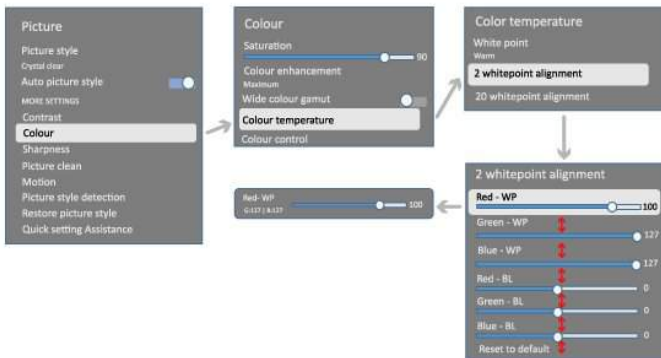 Picture
Picture style
Crystal clear
Auto picture style
MORE SETTINGS
Contrast
Colour
Sharpness
Picture clean
Motion
Picture style detection
Restore picture style
Quick setting Assistance
Colour
Saturation
90
Colour enhancement
Maximum
Wide colour gamut
Colour temperature
Colour control
Color temperature
White point
Warm
2 whitepoint alignment
20 whitepoint alignment
2 whitepoint alignment
Red - WP
100
Green - WP
127
Blue - WP
127
Red - BL
0
Green - BL
0
Blue - BL
0
Reset to default
Red- WP
G:127 | B:127
100